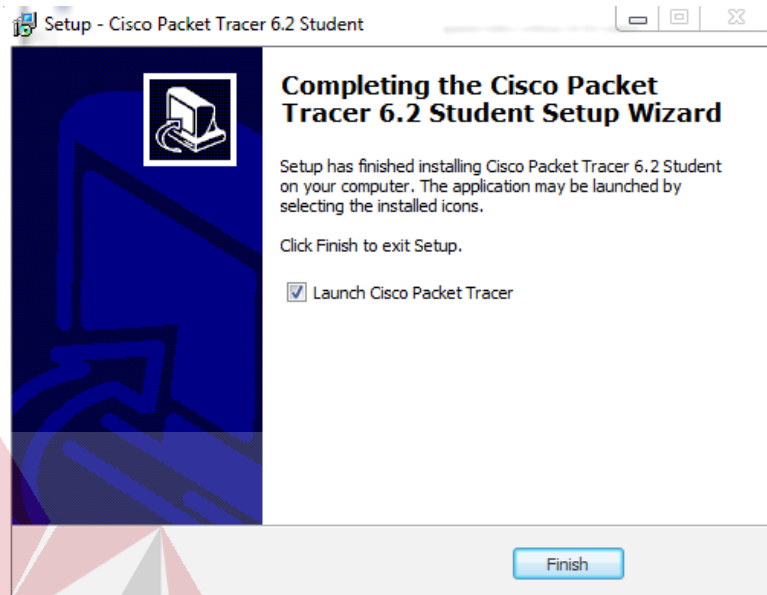 Setup - Cisco Packet Tracer 6.2 Student
Completing the Cisco Packet
Tracer 6.2 Student Setup Wizard
Setup has finished installing Cisco Packet Tracer 6.2 Student
on your computer. The application may be launched by
selecting the installed icons.
Click Finish to exit Setup.
Launch Cisco Packet Tracer
Finish